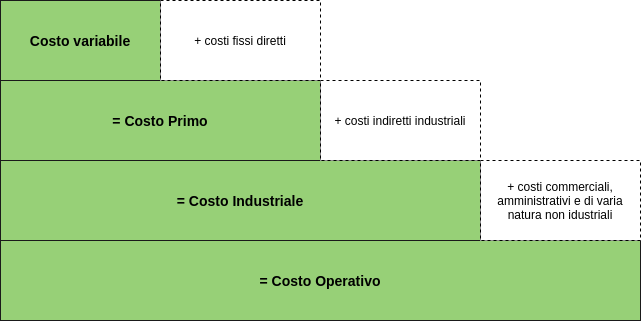 Costo variabile
+ costi fissi diretti
= Costo Primo
+ costi indiretti industriali
= Costo Industriale
+ costi commerciali,
amministrativi e di varia
natura non idustriali
= Costo Operativo